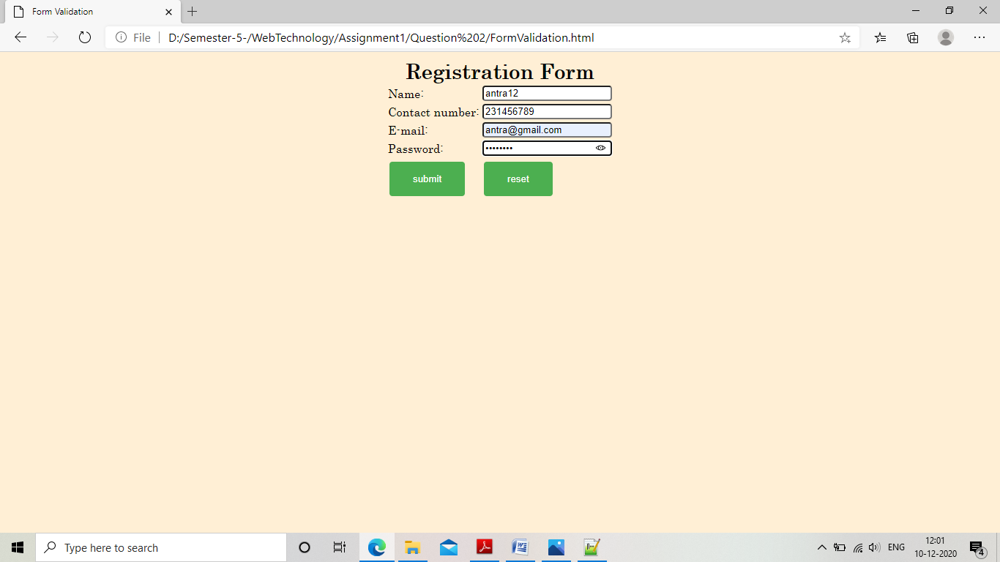 Form Validation
File D:/Semester-5-/WebTechnology/Assignment1/Question%202/FormValidation.html
Registration Form
Name: antra12
Contact number: 231456789
E-mail: antra@gmail.com
Password: ••••••••
submit reset
Type here to search
ENG
12:01
10-12-2020
4